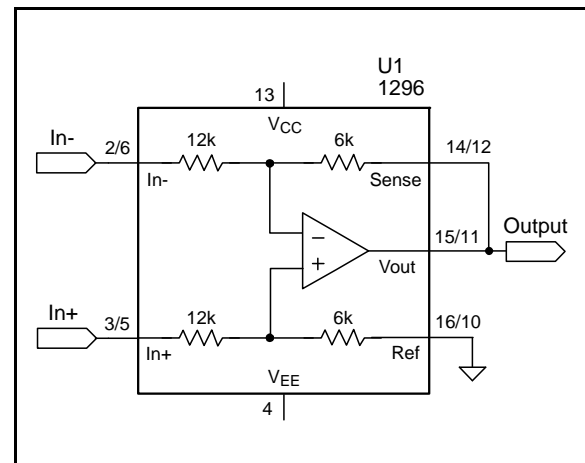 U1
1296
13
VCC
In-
2/6
12k
6k
14/12
In-
Sense
−
+
Output
15/11
Vout
In+
3/5
12k
6k
16/10
In+
Ref
VEE
4